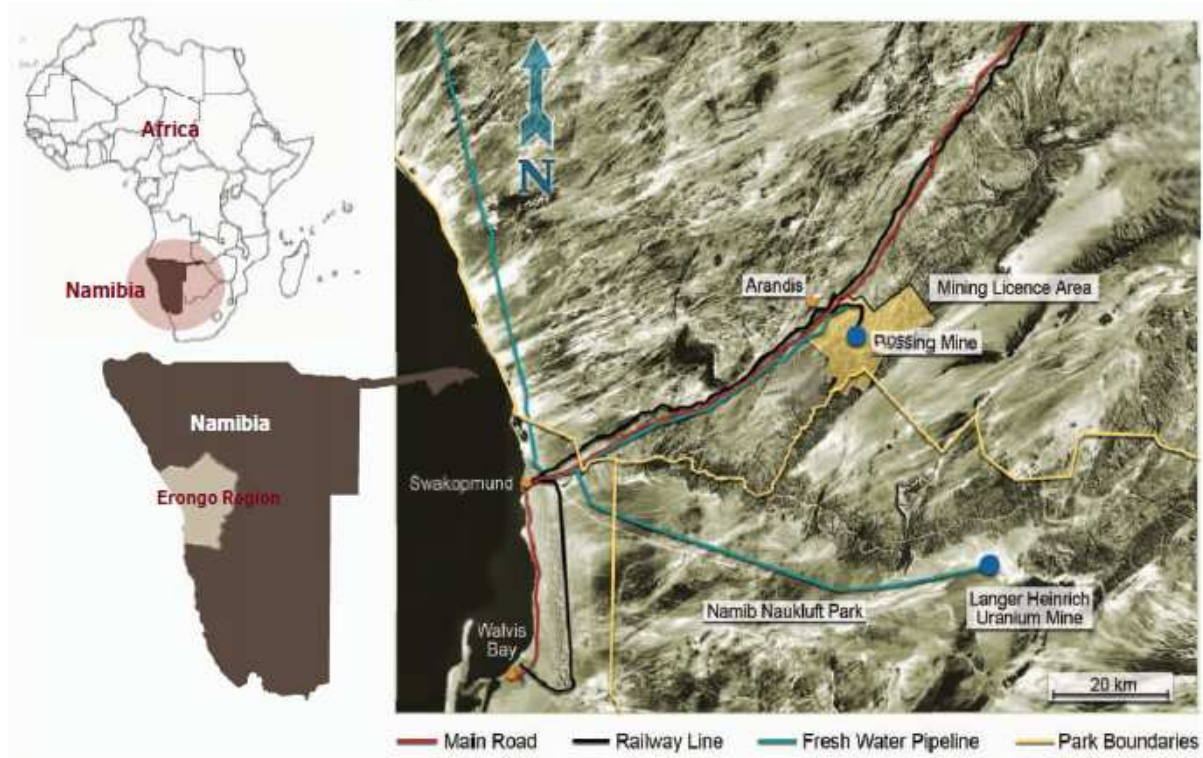 Africa
Namibia
Namibia
Erongo Region
N
Arandis
Mining Licence Area
Rossing Mine
Swakopmund
Namib Naukluft Park
Langer Heinrich
Uranium Mine
Walvis
Bay
20 km
Main Road
Railway Line
Fresh Water Pipeline
Park Boundaries